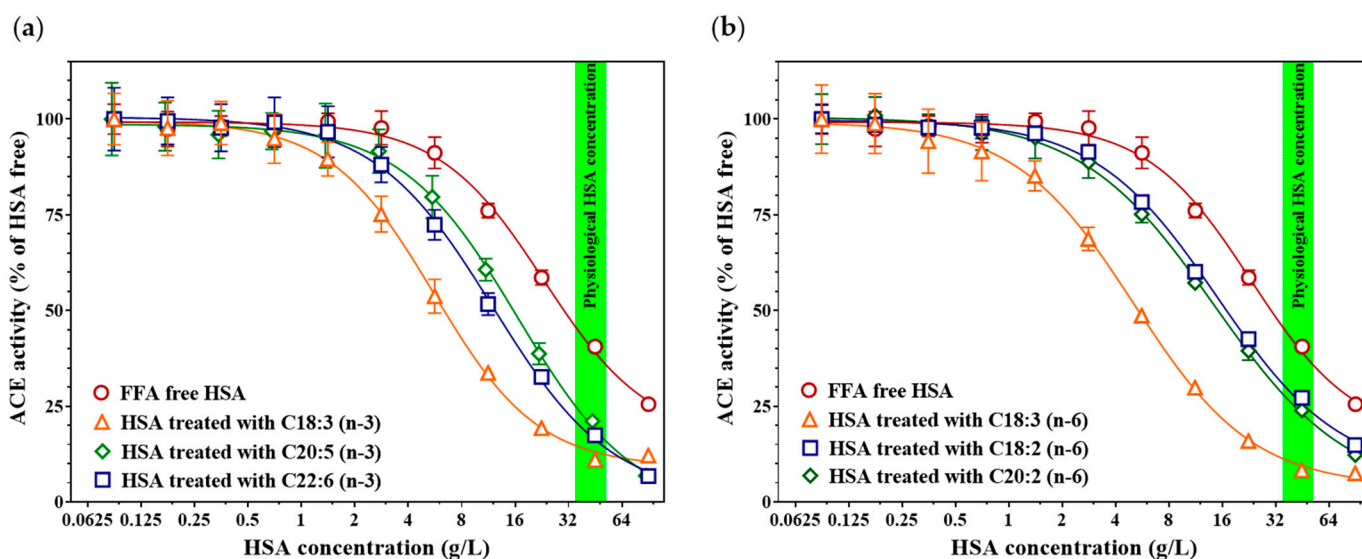 (a)
ACE activity (% of HSA free)
100
75
50
25
0
Physiological HSA concentration
FFA free HSA
HSA treated with C18:3 (n-3)
HSA treated with C20:5 (n-3)
HSA treated with C22:6 (n-3)
0.0625 0.125 0.25 0.5 1 2 4 8 16 32 64
HSA concentration (g/L)
(b)
ACE activity (% of HSA free)
100
75
50
25
0
Physiological HSA concentration
FFA free HSA
HSA treated with C18:3 (n-6)
HSA treated with C18:2 (n-6)
HSA treated with C20:2 (n-6)
0.0625 0.125 0.25 0.5 1 2 4 8 16 32 64
HSA concentration (g/L)